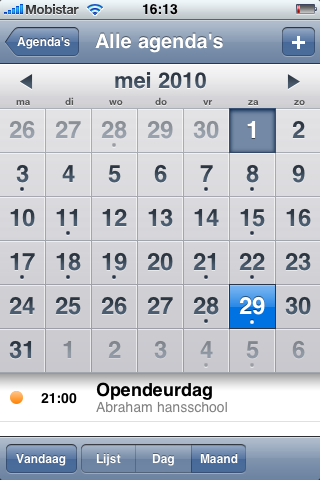 Mobistar 16:13
Agenda's Alle agenda's +
mei 2010
ma di wo do vr za zo
26 27 28 29 30 1 2
3 4 5 6 7 8 9
10 11 12 13 14 15 16
17 18 19 20 21 22 23
24 25 26 27 28 29 30
31 1 2 3 4 5 6
21:00 Opendeurdag
Abraham hansschool
Vandaag Lijst Dag Maand